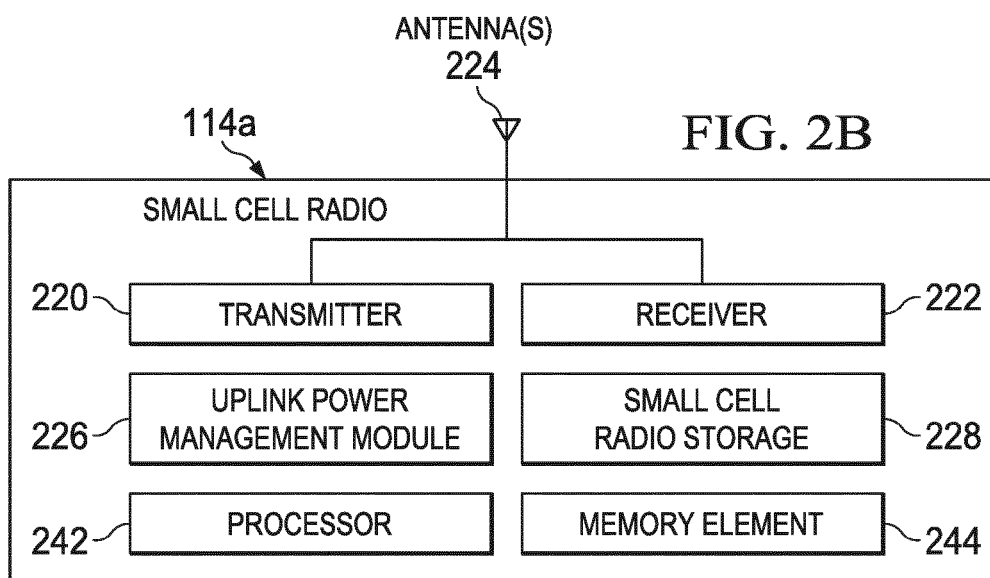 ANTENNA(S)
224
114a
FIG. 2B
SMALL CELL RADIO
220
TRANSMITTER
RECEIVER
222
226
UPLINK POWER
MANAGEMENT MODULE
SMALL CELL
RADIO STORAGE
228
242
PROCESSOR
MEMORY ELEMENT
244